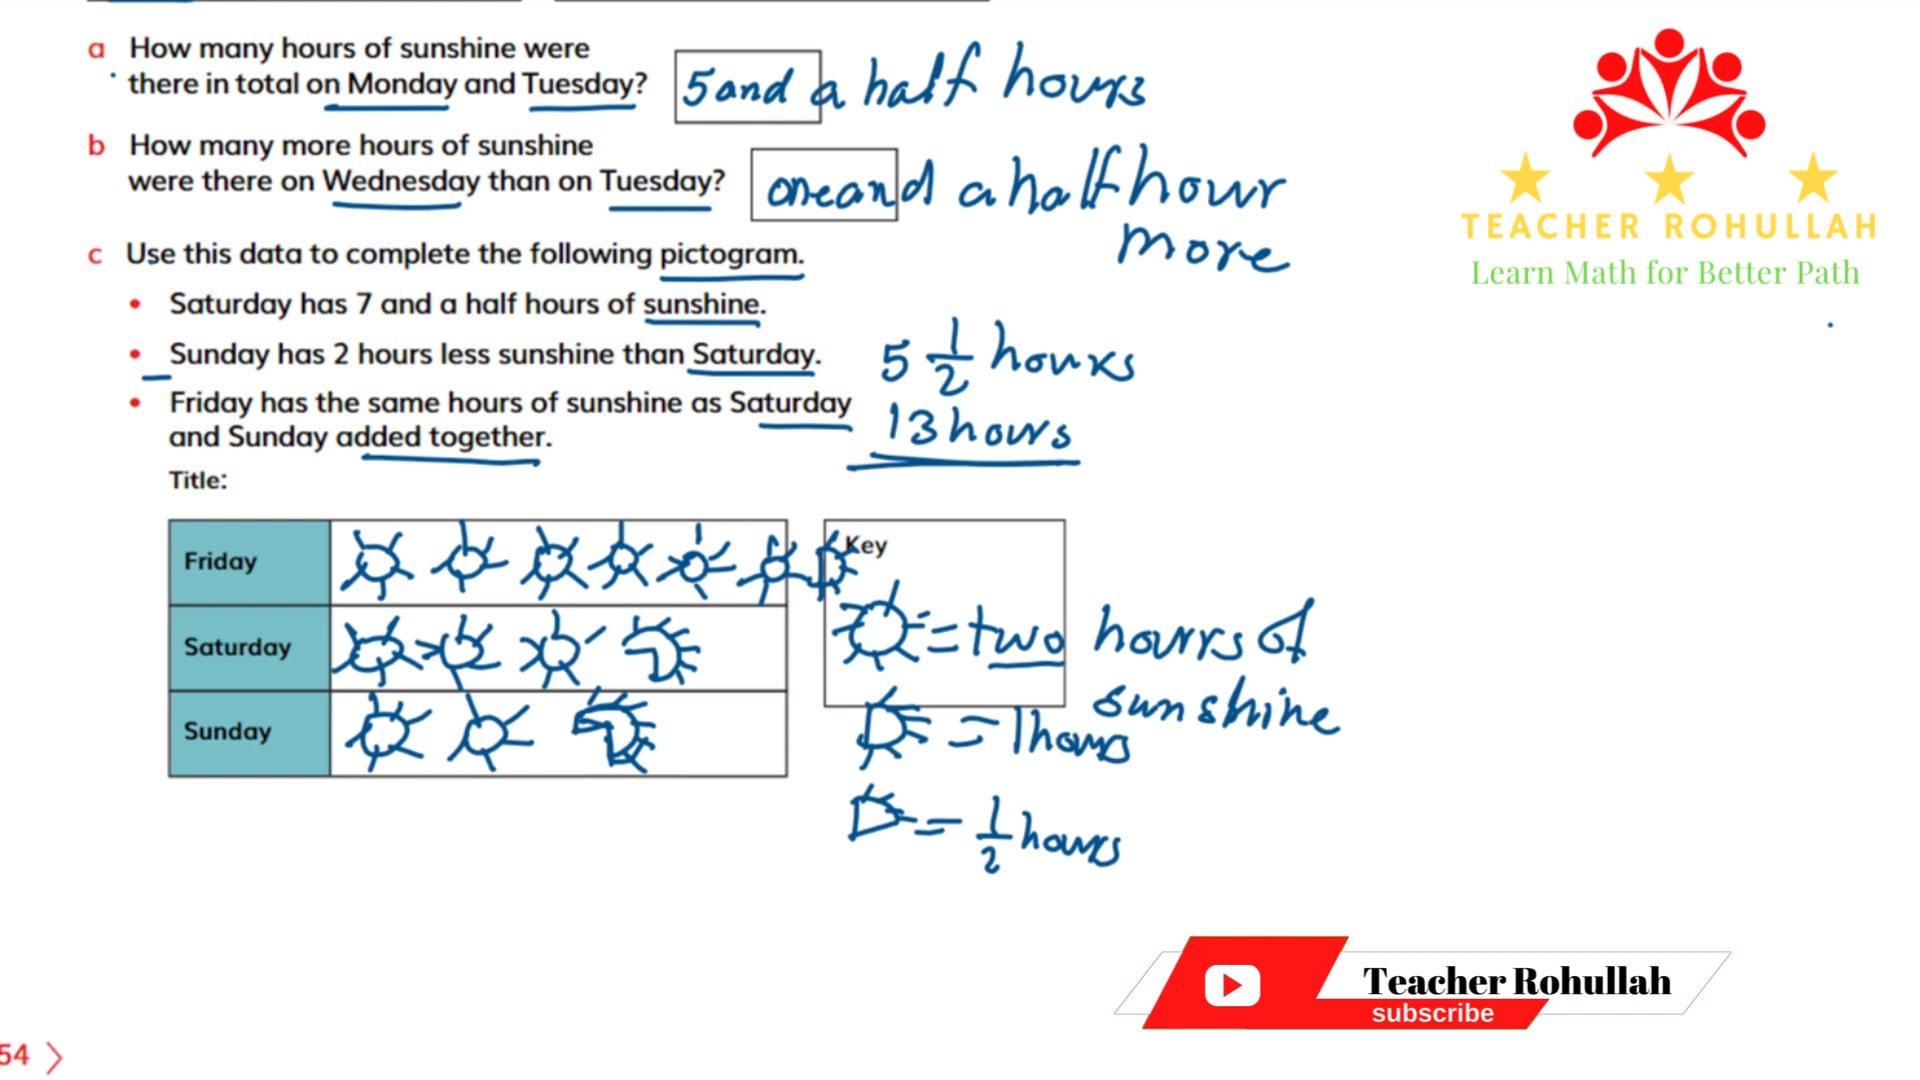 a How many hours of sunshine were
there in total on Monday and Tuesday? 5 and a half hours
b How many more hours of sunshine
were there on Wednesday than on Tuesday? one and a half hour
more
c Use this data to complete the following pictogram.
• Saturday has 7 and a half hours of sunshine.
• Sunday has 2 hours less sunshine than Saturday. 5 1/2 hours
• Friday has the same hours of sunshine as Saturday
and Sunday added together. 13 hours
Title:
Friday
Saturday
Sunday
Key
= two hours of
sunshine
= 1 hours
= 1/2 hours
TEACHER ROHULLAH
Learn Math for Better Path
Teacher Rohullah
subscribe
54